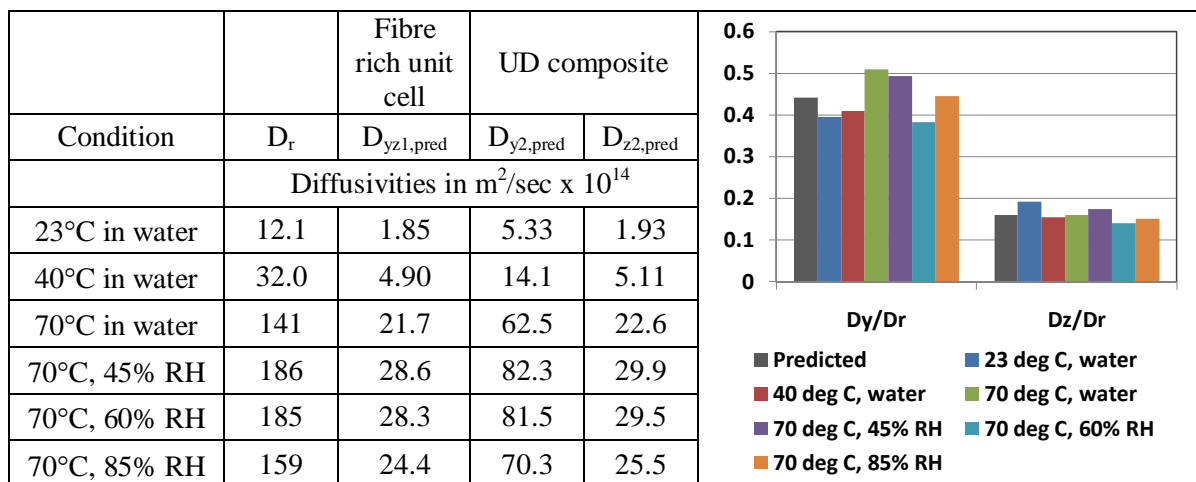 Fibre
rich unit
cell
UD composite
Condition D_r D_yz1,pred D_y2,pred D_z2,pred
Diffusivities in m²/sec x 10¹⁴
23°C in water 12.1 1.85 5.33 1.93
40°C in water 32.0 4.90 14.1 5.11
70°C in water 141 21.7 62.5 22.6
70°C, 45% RH 186 28.6 82.3 29.9
70°C, 60% RH 185 28.3 81.5 29.5
70°C, 85% RH 159 24.4 70.3 25.5
0.6
0.5
0.4
0.3
0.2
0.1
0
Dy/Dr Dz/Dr
Predicted 23 deg C, water
40 deg C, water 70 deg C, water
70 deg C, 45% RH 70 deg C, 60% RH
70 deg C, 85% RH